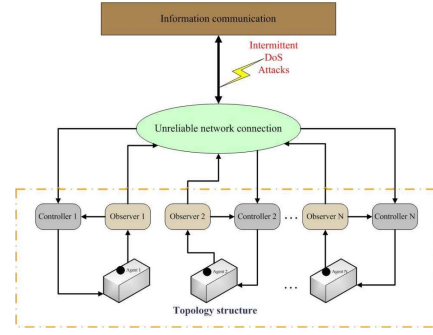 Information communication
Intermittent
DoS
Attacks
Unreliable network connection
Controller 1
Observer 1
Observer 2
Controller 2
...
Observer N
Controller N
Agent 1
Agent 2
Agent N
...
Topology structure